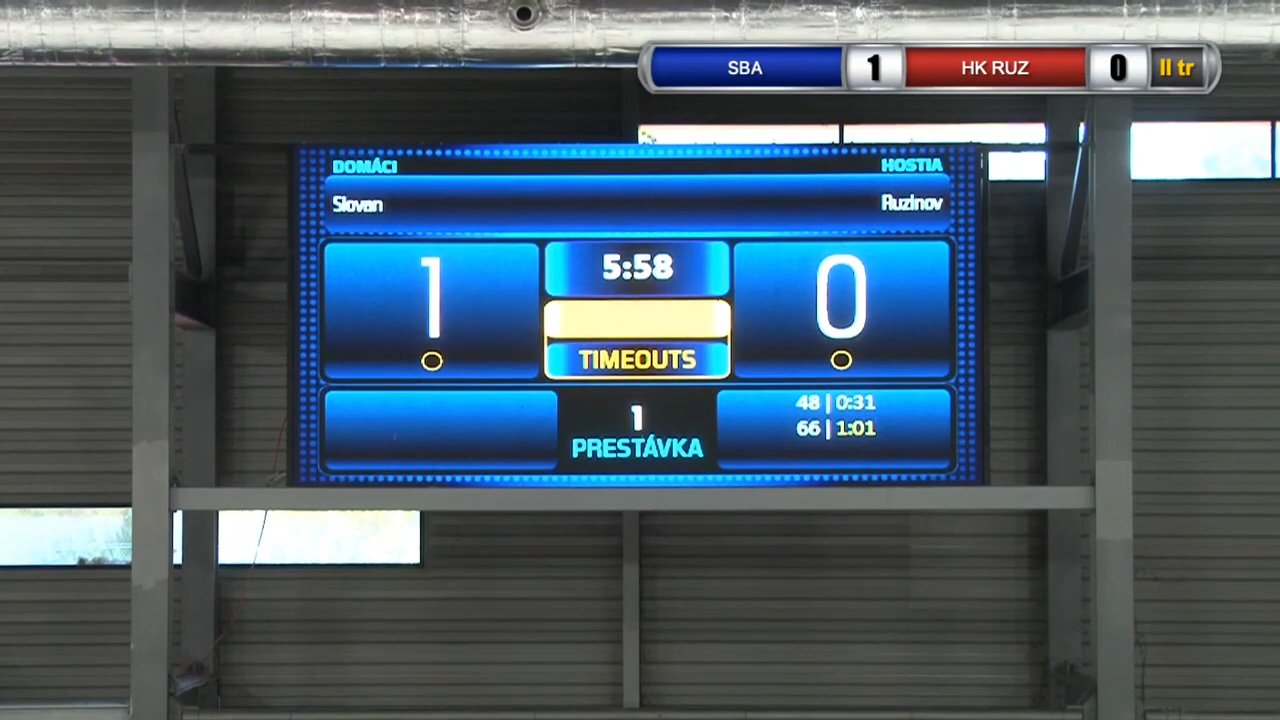 SBA 1 HK RUZ 0 II tr
DOMÁCI HOSTIA
Slovan Ruzinov
1 5:58 0
TIMEOUTS
48 | 0:31
66 | 1:01
1
PRESTÁVKA